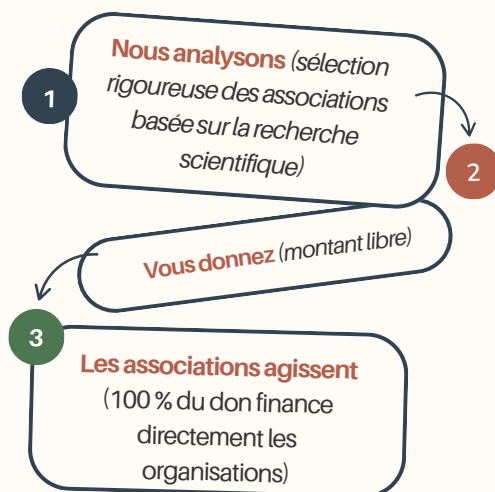 1
Nous analysons (sélection
rigoureuse des associations
basée sur la recherche
scientifique)
2
Vous donnez (montant libre)
3
Les associations agissent
(100 % du don finance
directement les
organisations)